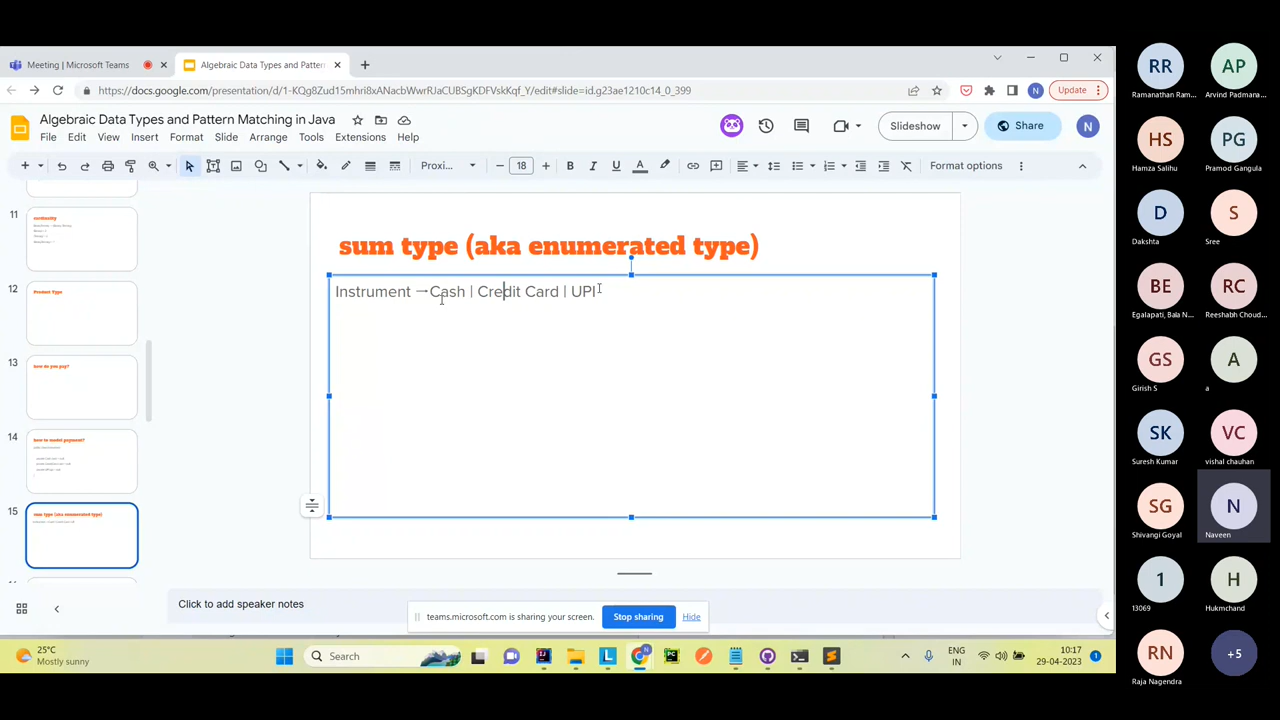 Meeting | Microsoft Teams
Algebraic Data Types and Pattern
https://docs.google.com/presentation/d/1-KQg8Zud15mhri8xANacbWwrRJaCUBSgKDFVskKqf_Y/edit#slide=id.g23ae1210c14_0_399
N
Update
Algebraic Data Types and Pattern Matching in Java
File Edit View Insert Format Slide Arrange Tools Extensions Help
Slideshow
Share
N
Proxi...
18
B I U A
Format options
11
12
Product Type
13
how do you pay?
14
how to model payment?
15
sum type (aka enumerated type)
sum type (aka enumerated type)
Instrument →Cash | Credit Card | UPI
Click to add speaker notes
teams.microsoft.com is sharing your screen.
Stop sharing
Hide
25°C
Mostly sunny
Search
ENG
IN
10:17
29-04-2023
1
RR
Ramanathan Ram...
AP
Arvind Padmana...
HS
Hamza Salihu
PG
Pramod Gangula
D
Dakshta
S
Sree
BE
Egalapati, Bala N...
RC
Reeshabh Choud...
GS
Girish S
A
a
SK
Suresh Kumar
VC
vishal chauhan
SG
Shivangi Goyal
N
Naveen
1
13069
H
Hukmchand
RN
Raja Nagendra
+5